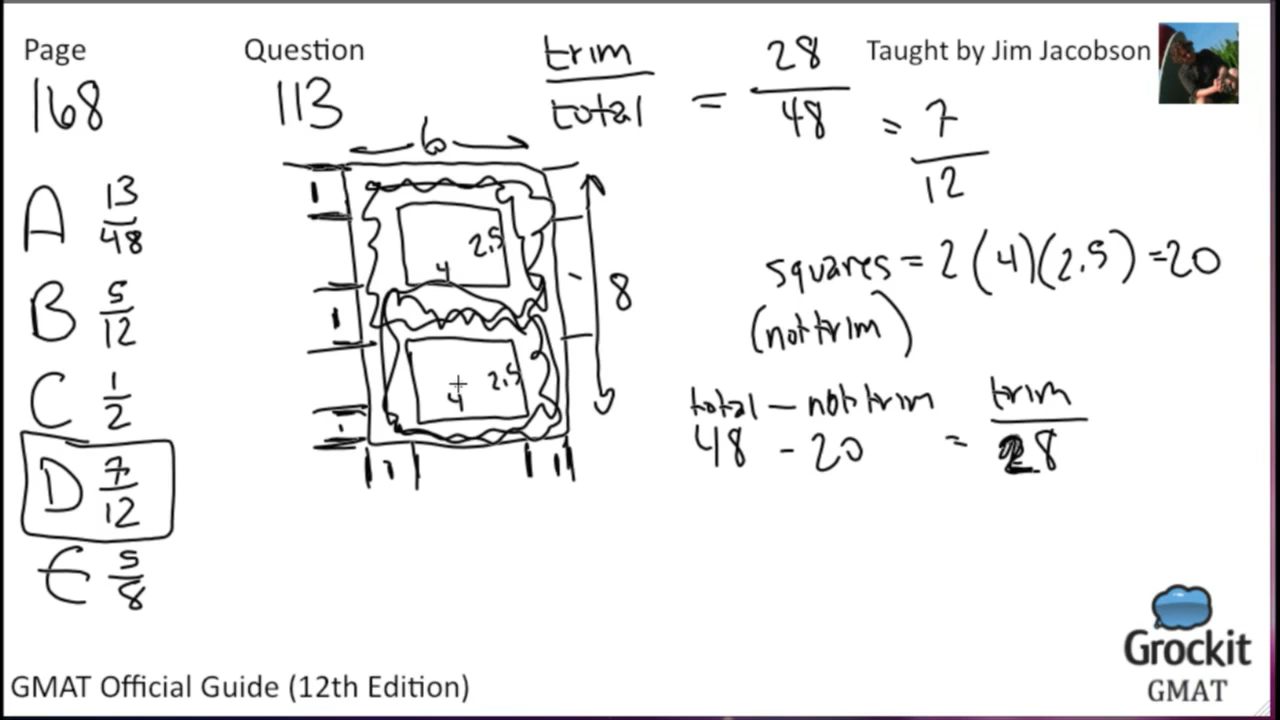 Page
168
Question
113
trim
total
=
28
48
=
7
12
Taught by Jim Jacobson
A 13
48
B 5
12
C 1
2
D 7
12
E 5
8
6
8
1
1
1
1
1
2.5
4
2.5
4
squares = 2(4)(2.5) = 20
(not trim)
total - not trim
trim
48 - 20 = 28
Grockit
GMAT
GMAT Official Guide (12th Edition)